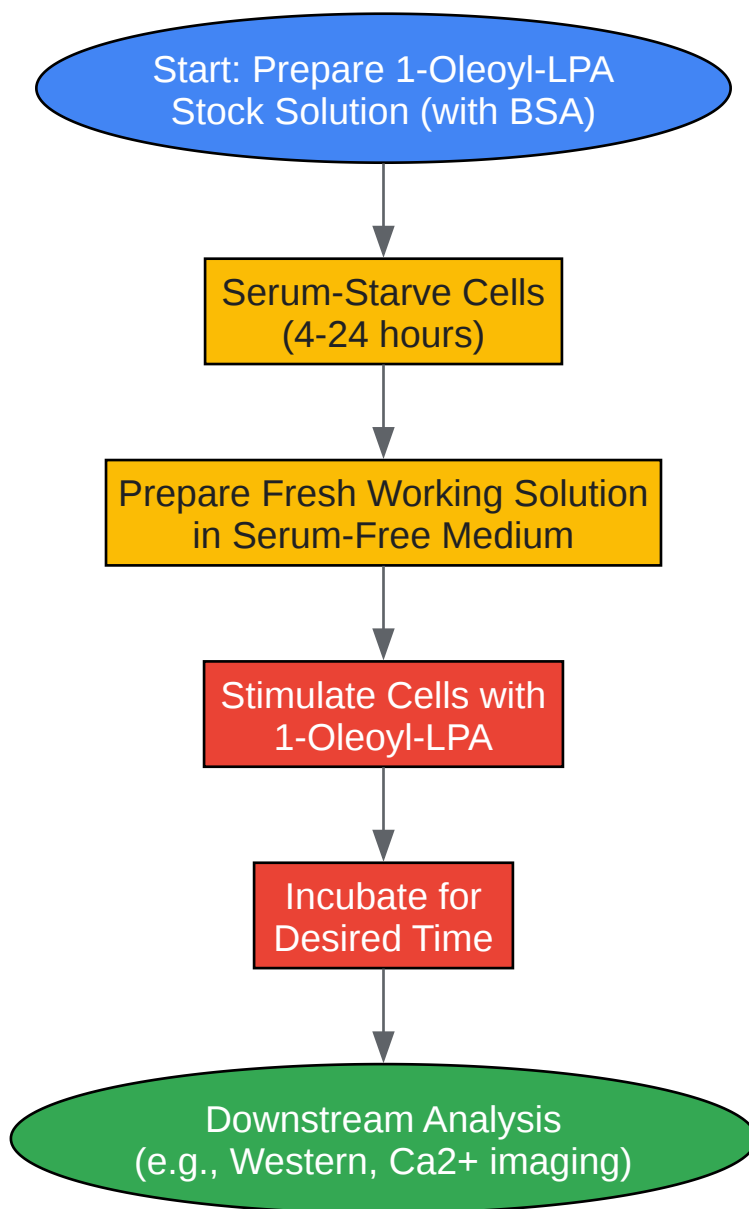 Start: Prepare 1-Oleoyl-LPA
Stock Solution (with BSA)
Serum-Starve Cells
(4-24 hours)
Prepare Fresh Working Solution
in Serum-Free Medium
Stimulate Cells with
1-Oleoyl-LPA
Incubate for
Desired Time
Downstream Analysis
(e.g., Western, Ca2+ imaging)